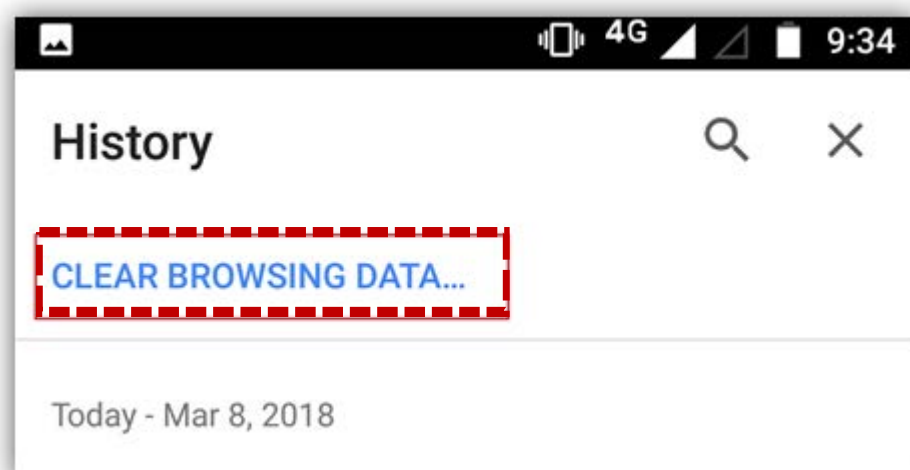 4G 9:34
History
CLEAR BROWSING DATA...
Today - Mar 8, 2018